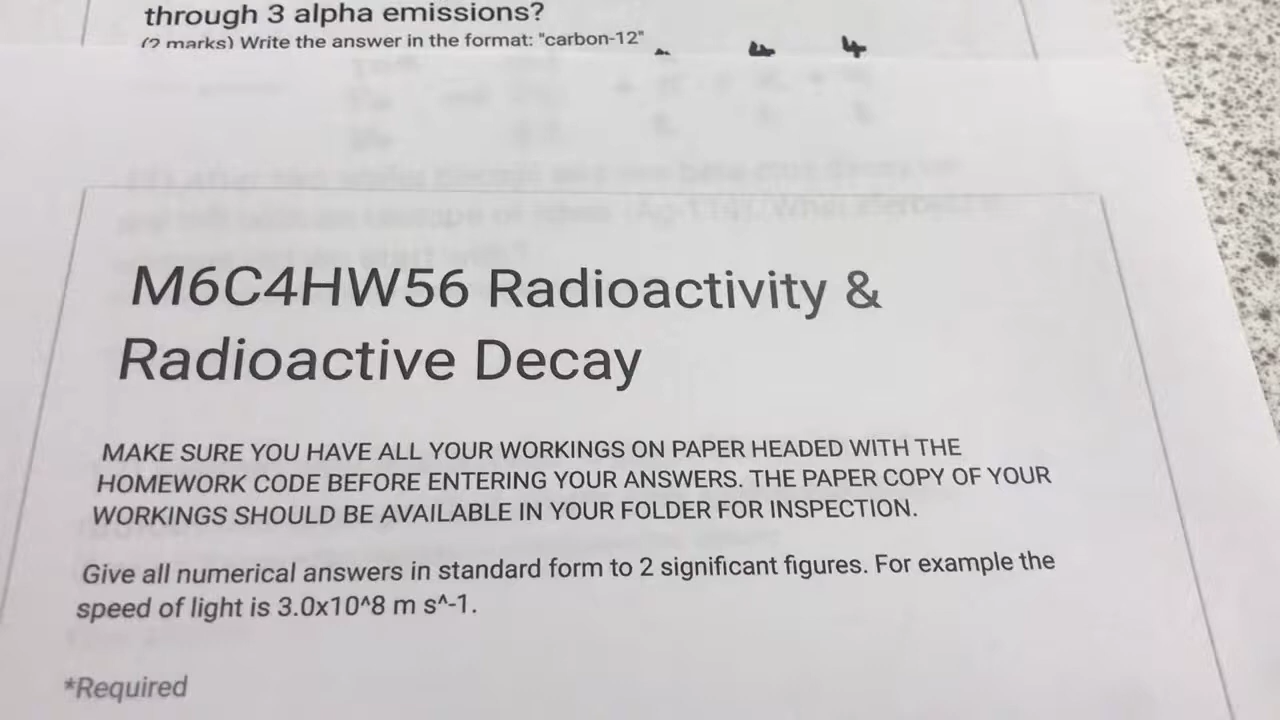 through 3 alpha emissions?
(2 marks) Write the answer in the format: "carbon-12"
4 4
M6C4HW56 Radioactivity &
Radioactive Decay
MAKE SURE YOU HAVE ALL YOUR WORKINGS ON PAPER HEADED WITH THE
HOMEWORK CODE BEFORE ENTERING YOUR ANSWERS. THE PAPER COPY OF YOUR
WORKINGS SHOULD BE AVAILABLE IN YOUR FOLDER FOR INSPECTION.
Give all numerical answers in standard form to 2 significant figures. For example the
speed of light is 3.0x10^8 m s^-1.
*Required